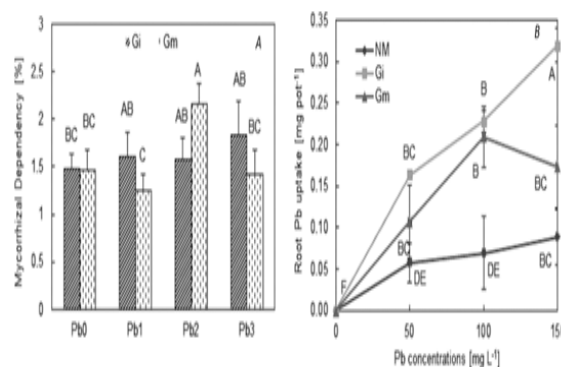 3
2.5
2
1.5
1
0.5
0
Mycorrhizal Dependency [%]
Gi Gm
A
BC BC AB C AB A AB BC
Pb0 Pb1 Pb2 Pb3
0.35
0.30
0.25
0.20
0.15
0.10
0.05
0.00
Root Pb uptake [mg pot-1]
B
NM
Gi
Gm
A
B
BC
B
BC
BC
DE
DE
BC
F
0 50 100 150
Pb concentrations [mg L-1]